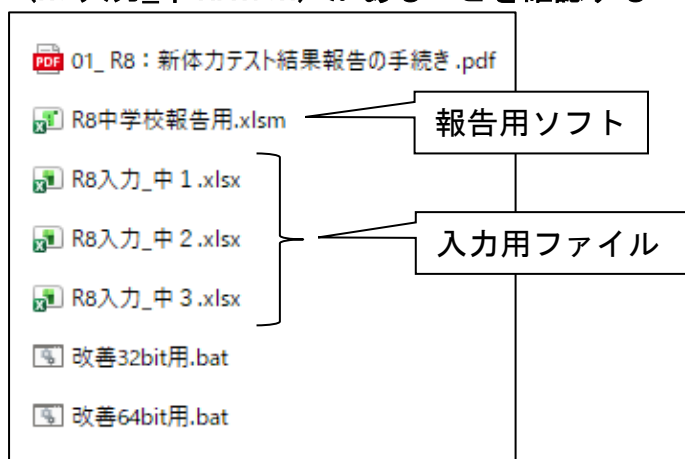 01_ R8：新体力テスト結果報告の手続き.pdf
R8中学校報告用.xlsm
報告用ソフト
R8入力_中１.xlsx
R8入力_中２.xlsx
入力用ファイル
R8入力_中３.xlsx
改善32bit用.bat
改善64bit用.bat